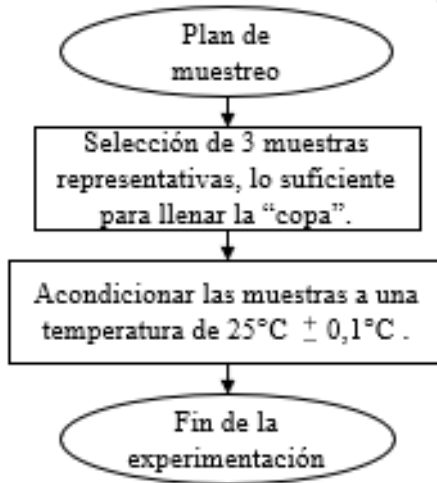 Plan de
muestreo
Selección de 3 muestras
representativas, lo suficiente
para llenar la “copa”.
Acondicionar las muestras a una
temperatura de 25°C ± 0,1°C .
Fin de la
experimentación